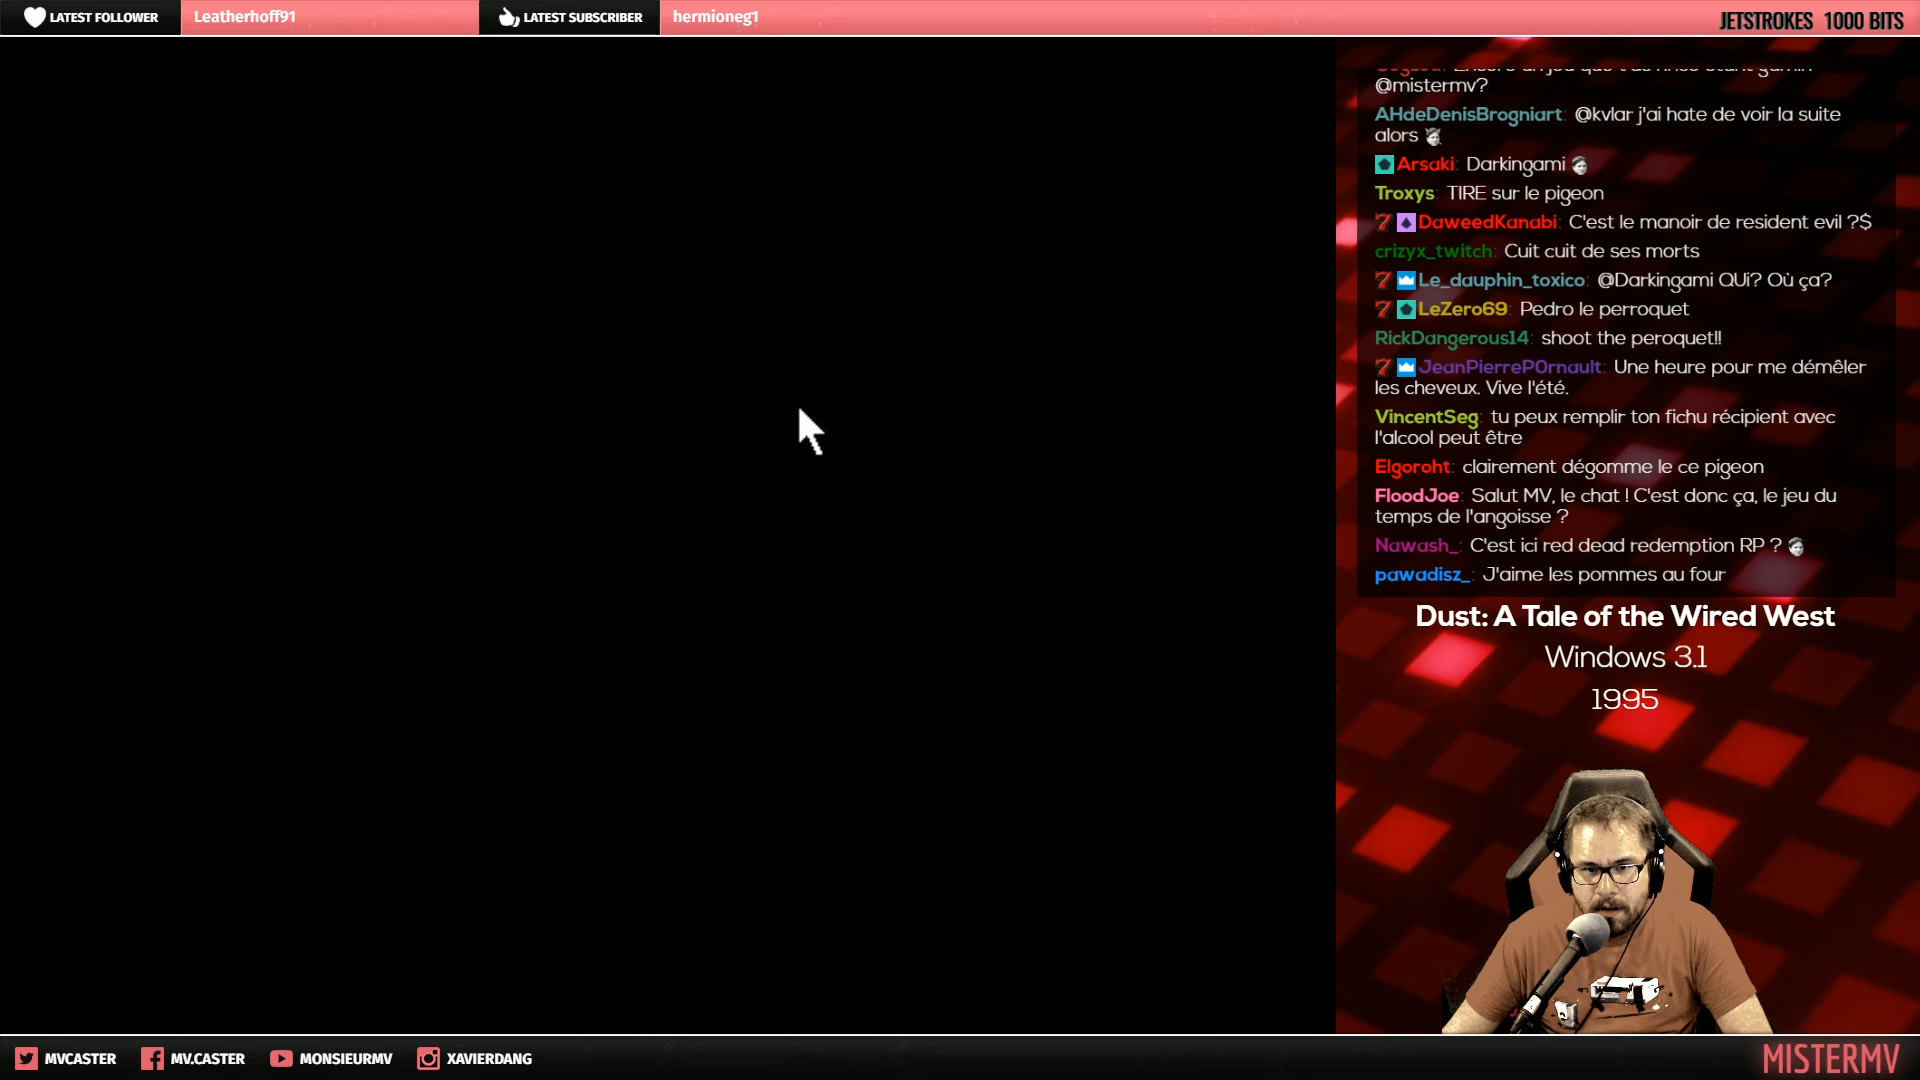 LATEST FOLLOWER
Leatherhoff91
LATEST SUBSCRIBER
hermioneg1
JETSTROKES 1000 BITS
@mistermv?
AHdeDenisBrogniart: @kvlar j'ai hate de voir la suite
alors
Arsaki: Darkingami
Troxys: TIRE sur le pigeon
7 DaweedKanabi: C'est le manoir de resident evil ?$
crizyx_twitch: Cuit cuit de ses morts
7 Le_dauphin_toxico: @Darkingami QUi? Où ça?
7 LeZero69: Pedro le perroquet
RickDangerous14: shoot the peroquet!!
7 JeanPierreP0rnault: Une heure pour me démêler
les cheveux. Vive l'été.
VincentSeg: tu peux remplir ton fichu récipient avec
l'alcool peut être
Elgoroht: clairement dégomme le ce pigeon
FloodJoe: Salut MV, le chat ! C'est donc ça, le jeu du
temps de l'angoisse ?
Nawash_: C'est ici red dead redemption RP ?
pawadisz_: J'aime les pommes au four
Dust: A Tale of the Wired West
Windows 3.1
1995
MVCASTER
MV.CASTER
MONSIEURMV
XAVIERDANG
MISTERMV